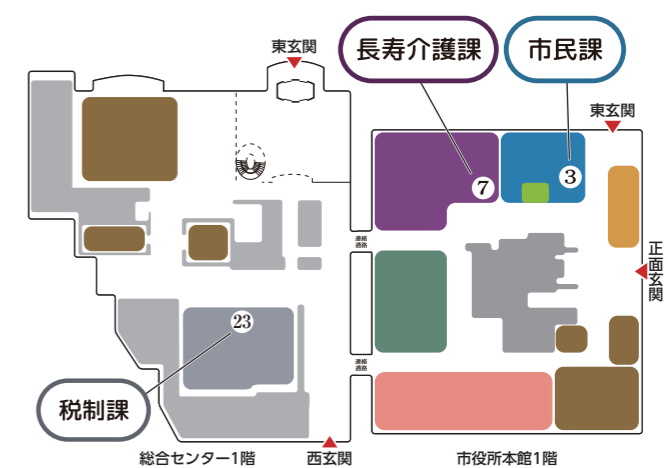 東玄関
長寿介護課
市民課
東玄関
7
3
連絡
通路
正面玄関
23
連絡
通路
税制課
総合センター1階
西玄関
市役所本館1階